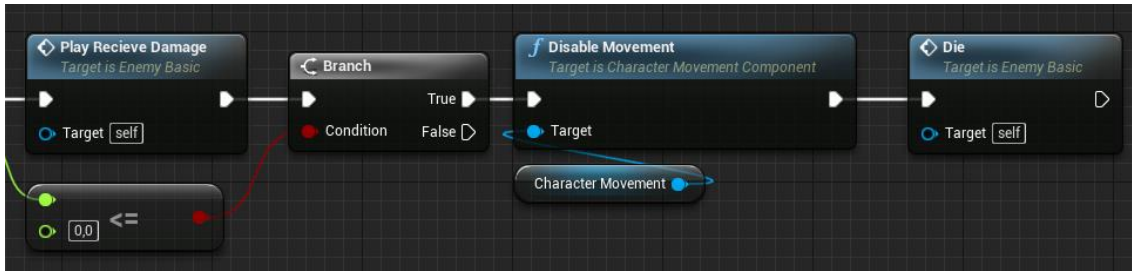 Play Recieve Damage
Target is Enemy Basic
Target self
<=
0,0
Branch
True
Condition
False
f Disable Movement
Target is Character Movement Component
Target
Character Movement
Die
Target is Enemy Basic
Target self